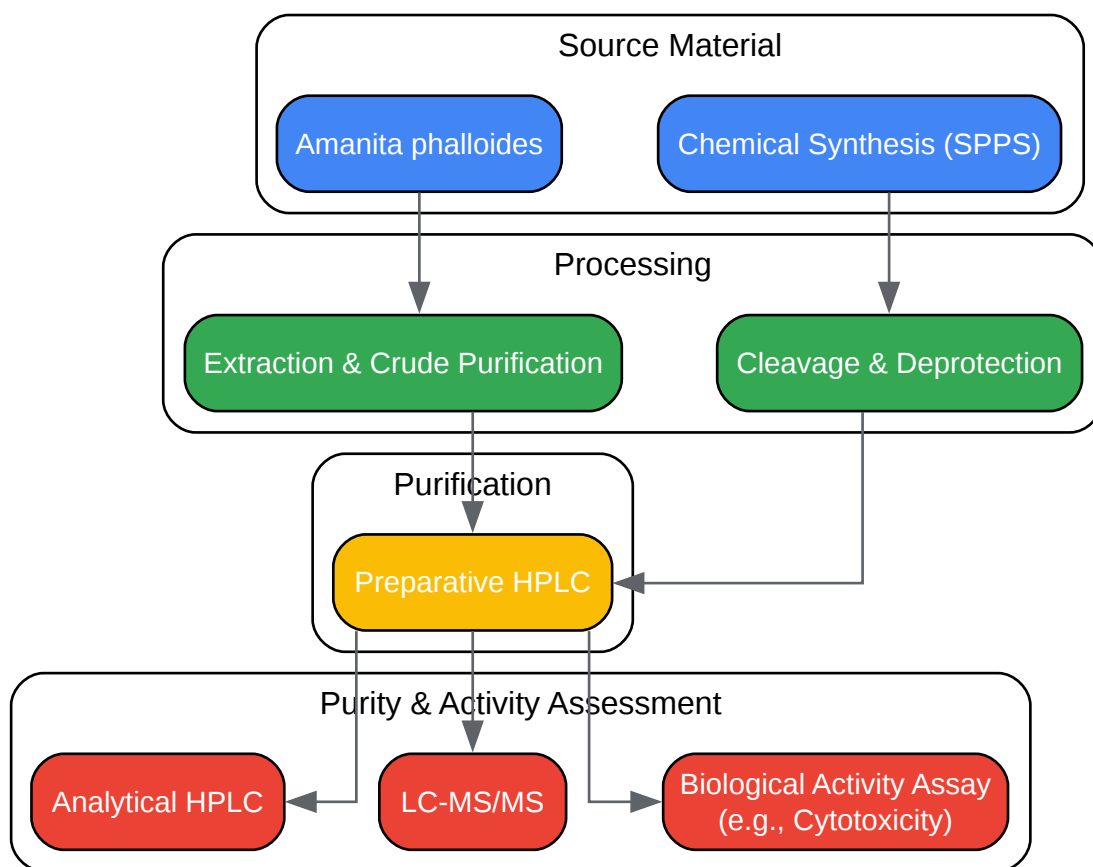 Source Material
Amanita phalloides
Chemical Synthesis (SPPS)
Processing
Extraction & Crude Purification
Cleavage & Deprotection
Purification
Preparative HPLC
Purity & Activity Assessment
Analytical HPLC
LC-MS/MS
Biological Activity Assay
(e.g., Cytotoxicity)